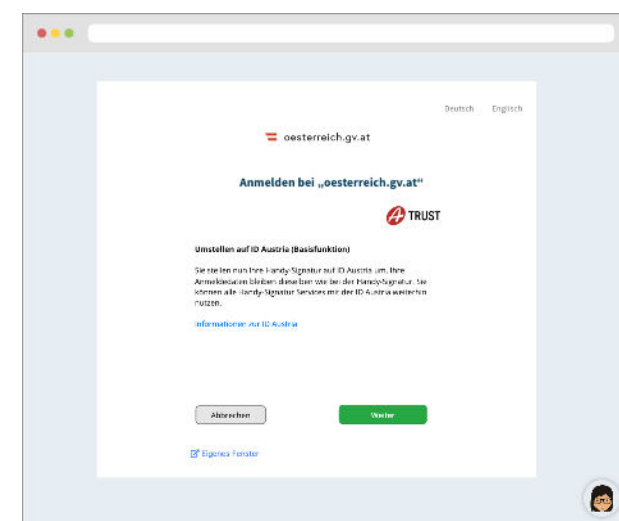 Deutsch Englisch
oesterreich.gv.at
Anmelden bei „oesterreich.gv.at“
A TRUST
Umstellen auf ID Austria (Basisfunktion)
Sie stellen nun Ihre Handy-Signatur auf ID Austria um. Ihre
Anmeldedaten bleiben dieselben wie bei der Handy-Signatur. Sie
können alle Handy-Signatur Services mit der ID Austria weiterhin
nutzen.
Informationen zur ID Austria
Abbrechen Weiter
Eigenes Fenster